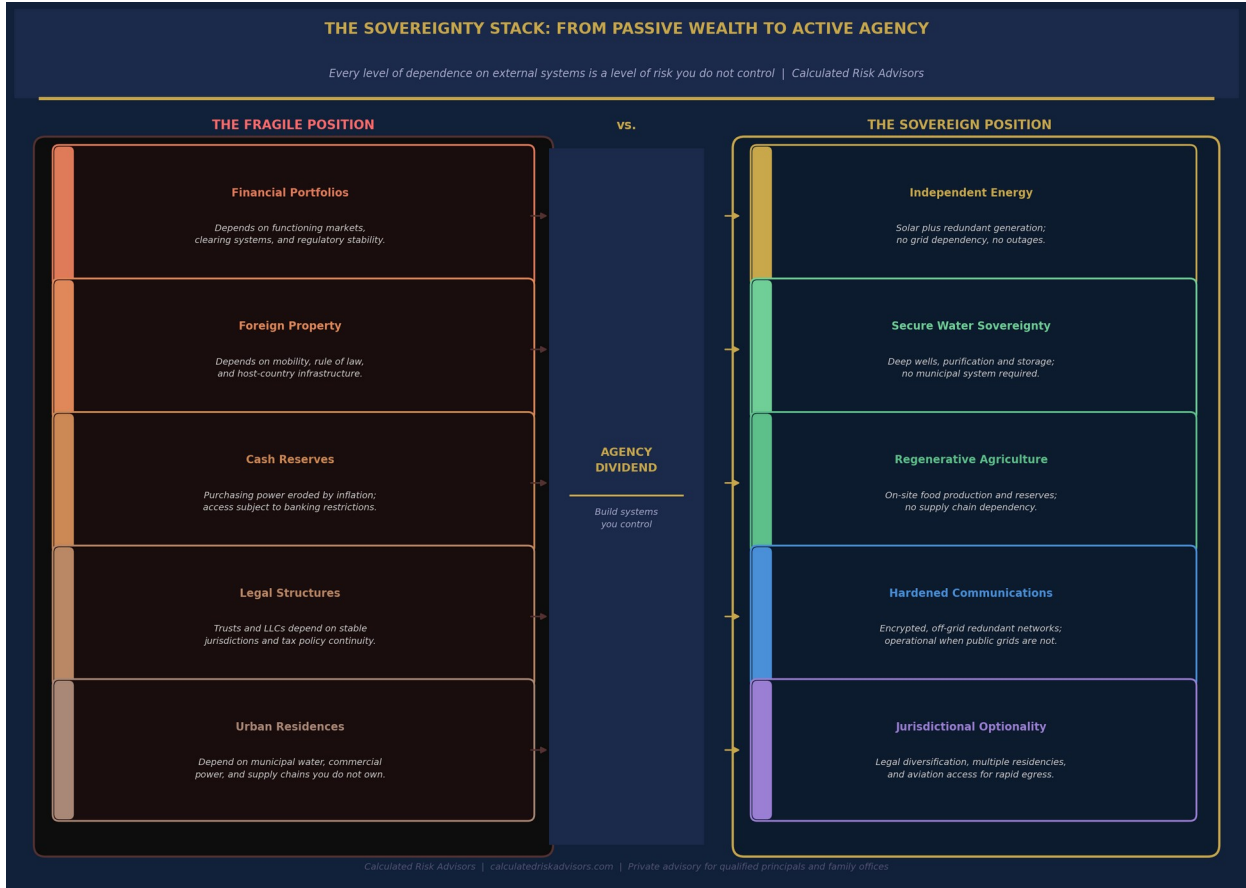 THE SOVEREIGNTY STACK: FROM PASSIVE WEALTH TO ACTIVE AGENCY
Every level of dependence on external systems is a level of risk you do not control | Calculated Risk Advisors
THE FRAGILE POSITION
vs.
THE SOVEREIGN POSITION
Financial Portfolios
Depends on functioning markets,
clearing systems, and regulatory stability.
Foreign Property
Depends on mobility, rule of law,
and host-country infrastructure.
Cash Reserves
Purchasing power eroded by inflation;
access subject to banking restrictions.
Legal Structures
Trusts and LLCs depend on stable
jurisdictions and tax policy continuity.
Urban Residences
Depend on municipal water, commercial
power, and supply chains you do not own.
AGENCY
DIVIDEND
Build systems
you control
Independent Energy
Solar plus redundant generation;
no grid dependency, no outages.
Secure Water Sovereignty
Deep wells, purification and storage;
no municipal system required.
Regenerative Agriculture
On-site food production and reserves;
no supply chain dependency.
Hardened Communications
Encrypted, off-grid redundant networks;
operational when public grids are not.
Jurisdictional Optionality
Legal diversification, multiple residencies,
and aviation access for rapid egress.
Calculated Risk Advisors | calculatedriskadvisors.com | Private advisory for qualified principals and family offices